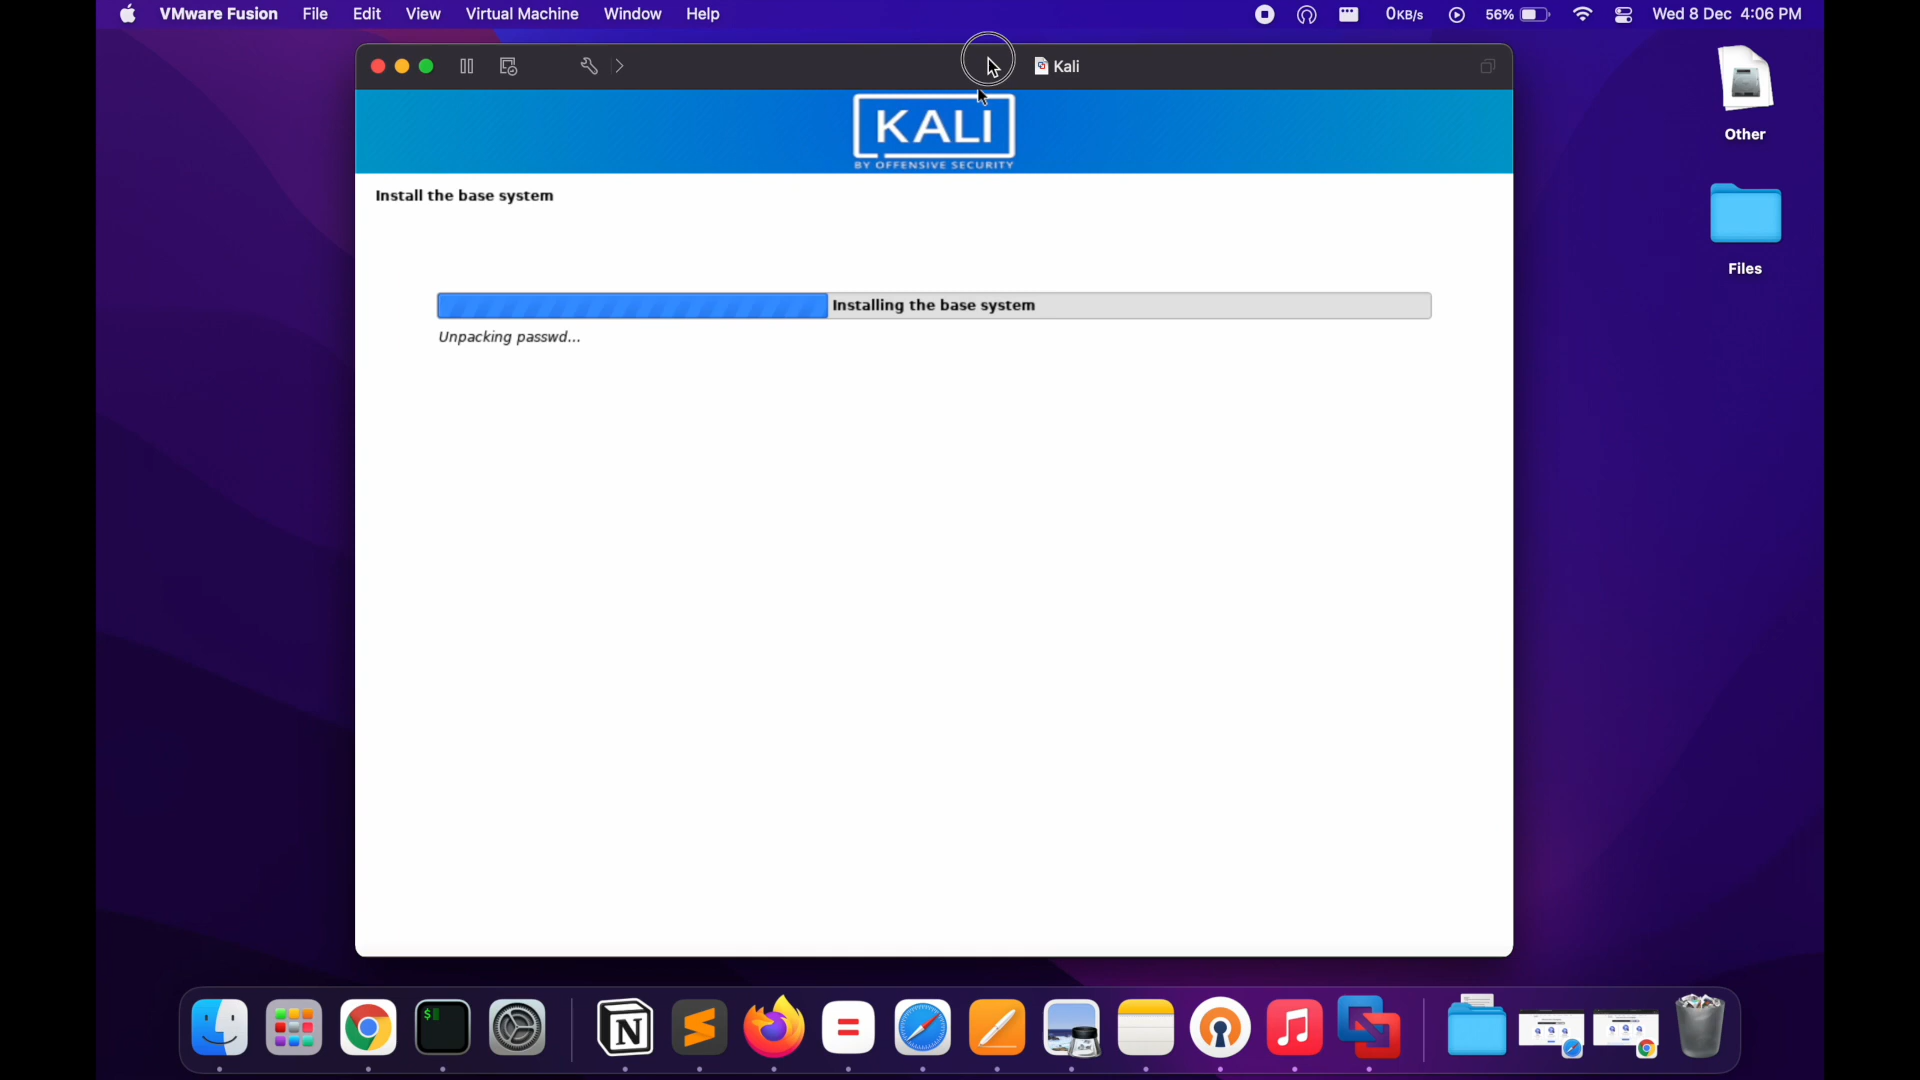 VMware Fusion File Edit View Virtual Machine Window Help 0KB/s 56% Wed 8 Dec 4:06 PM
Kali
KALI
BY OFFENSIVE SECURITY
Install the base system
Installing the base system
Unpacking passwd...
Other
Files
$
N